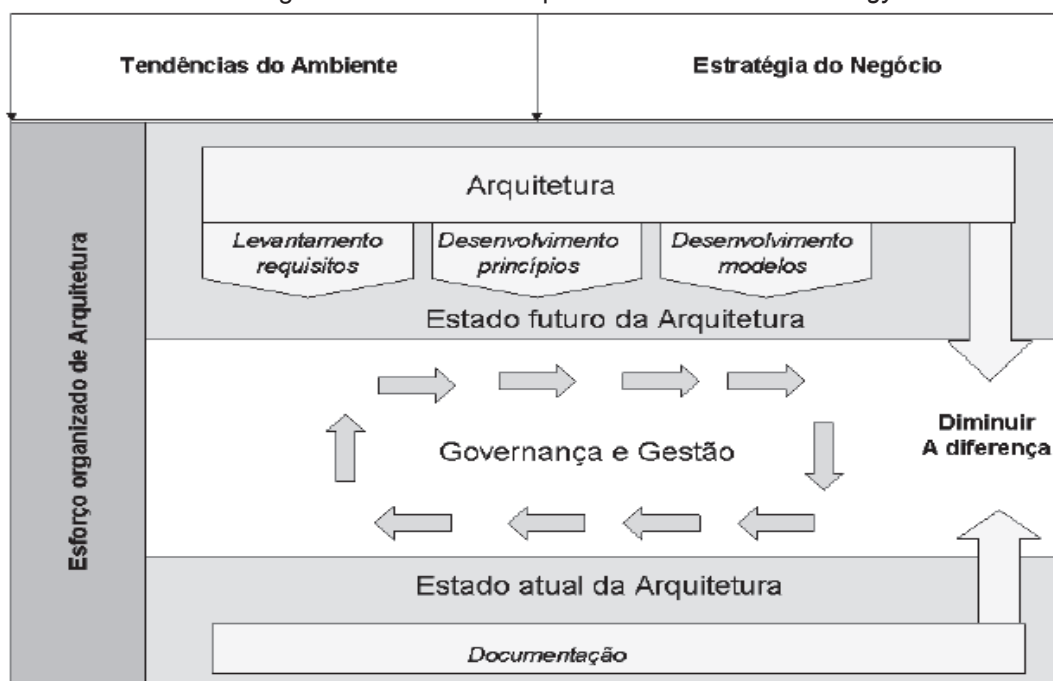 Tendências do Ambiente
Estratégia do Negócio
Esforço organizado de Arquitetura
Arquitetura
Levantamento
requisitos
Desenvolvimento
princípios
Desenvolvimento
modelos
Estado futuro da Arquitetura
Governança e Gestão
Diminuir
A diferença
Estado atual da Arquitetura
Documentação